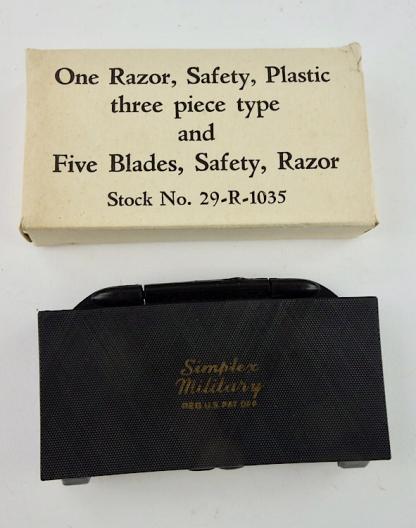 One Razor, Safety, Plastic
three piece type
and
Five Blades, Safety, Razor
Stock No. 29-R-1035
Simplex
Military
REG U.S. PAT OFF